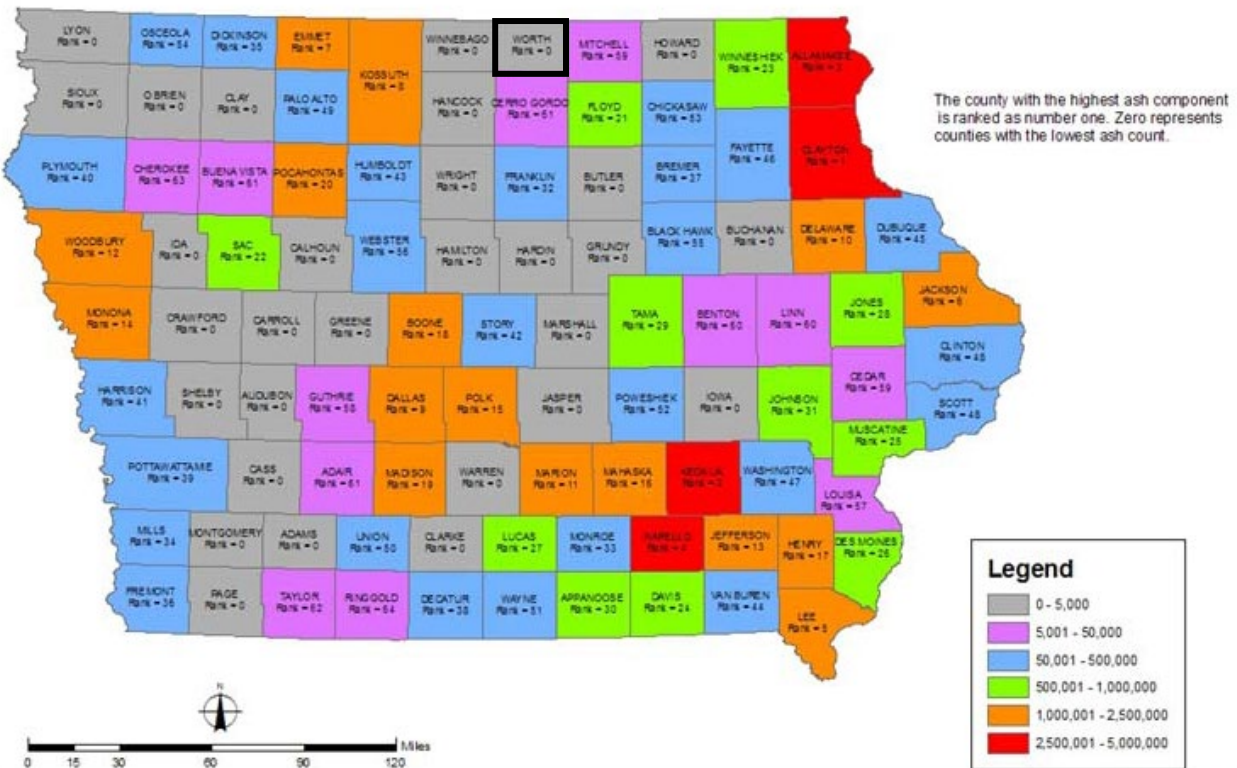 LYON
Rank = 0
OSCEOLA
Rank = 54
DICKINSON
Rank = 35
EMMET
Rank = 7
KOSSUTH
Rank = 8
WINNEBAGO
Rank = 0
WORTH
Rank = 0
MITCHELL
Rank = 59
HOWARD
Rank = 0
WINNESHIEK
Rank = 23
ALLAMAKEE
SIOUX
Rank = 0
O BRIEN
Rank = 0
CLAY
Rank = 0
PALO ALTO
Rank = 49
HANCOCK
Rank = 0
CERRO GORDO
Rank = 61
FLOYD
Rank = 21
CHICKASAW
Rank = 53
The county with the highest ash component
is ranked as number one. Zero represents
counties with the lowest ash count.
PLYMOUTH
Rank = 40
CHEROKEE
Rank = 63
BUENA VISTA
Rank = 61
POCAHONTAS
Rank = 20
HUMBOLDT
Rank = 43
WRIGHT
Rank = 0
FRANKLIN
Rank = 32
BUTLER
Rank = 0
BREMER
Rank = 37
FAYETTE
Rank = 46
CLAYTON
Rank = 1
WOODBURY
Rank = 12
IDA
Rank = 0
SAC
Rank = 22
CALHOUN
Rank = 0
WEBSTER
Rank = 56
HAMILTON
Rank = 0
HARDIN
Rank = 0
GRUNDY
Rank = 0
BLACK HAWK
Rank = 55
BUCHANAN
Rank = 0
DELAWARE
Rank = 10
DUBUQUE
Rank = 45
MONONA
Rank = 14
CRAWFORD
Rank = 0
CARROLL
Rank = 0
GREENE
Rank = 0
BOONE
Rank = 18
STORY
Rank = 42
MARSHALL
Rank = 0
TAMA
Rank = 29
BENTON
Rank = 60
LINN
Rank = 60
JONES
Rank = 28
JACKSON
Rank = 6
CLINTON
Rank = 48
HARRISON
Rank = 41
SHELBY
Rank = 0
AUDUBON
Rank = 0
GUTHRIE
Rank = 58
DALLAS
Rank = 9
POLK
Rank = 15
JASPER
Rank = 0
POWESHIEK
Rank = 52
IOWA
Rank = 0
JOHNSON
Rank = 31
CEDAR
Rank = 59
SCOTT
Rank = 48
MUSCATINE
Rank = 25
POTTAWATTAMIE
Rank = 39
CASS
Rank = 0
ADAIR
Rank = 61
MADISON
Rank = 19
WARREN
Rank = 0
MARION
Rank = 11
MAHASKA
Rank = 16
KEOKUK
WASHINGTON
Rank = 47
LOUISA
Rank = 57
MILLS
Rank = 34
MONTGOMERY
Rank = 0
ADAMS
Rank = 0
UNION
Rank = 50
CLARKE
Rank = 0
LUCAS
Rank = 27
MONROE
Rank = 33
WAPELLO
Rank = 4
JEFFERSON
Rank = 13
HENRY
Rank = 17
DES MOINES
Rank = 26
FREMONT
Rank = 36
PAGE
Rank = 0
TAYLOR
Rank = 62
RINGGOLD
Rank = 64
DECATUR
Rank = 38
WAYNE
Rank = 51
APPANOOSE
Rank = 30
DAVIS
Rank = 24
VAN BUREN
Rank = 44
LEE
Rank = 5
Legend
0 - 5,000
5,001 - 50,000
50,001 - 500,000
500,001 - 1,000,000
1,000,001 - 2,500,000
2,500,001 - 5,000,000
N
Miles
0 15 30 60 90 120